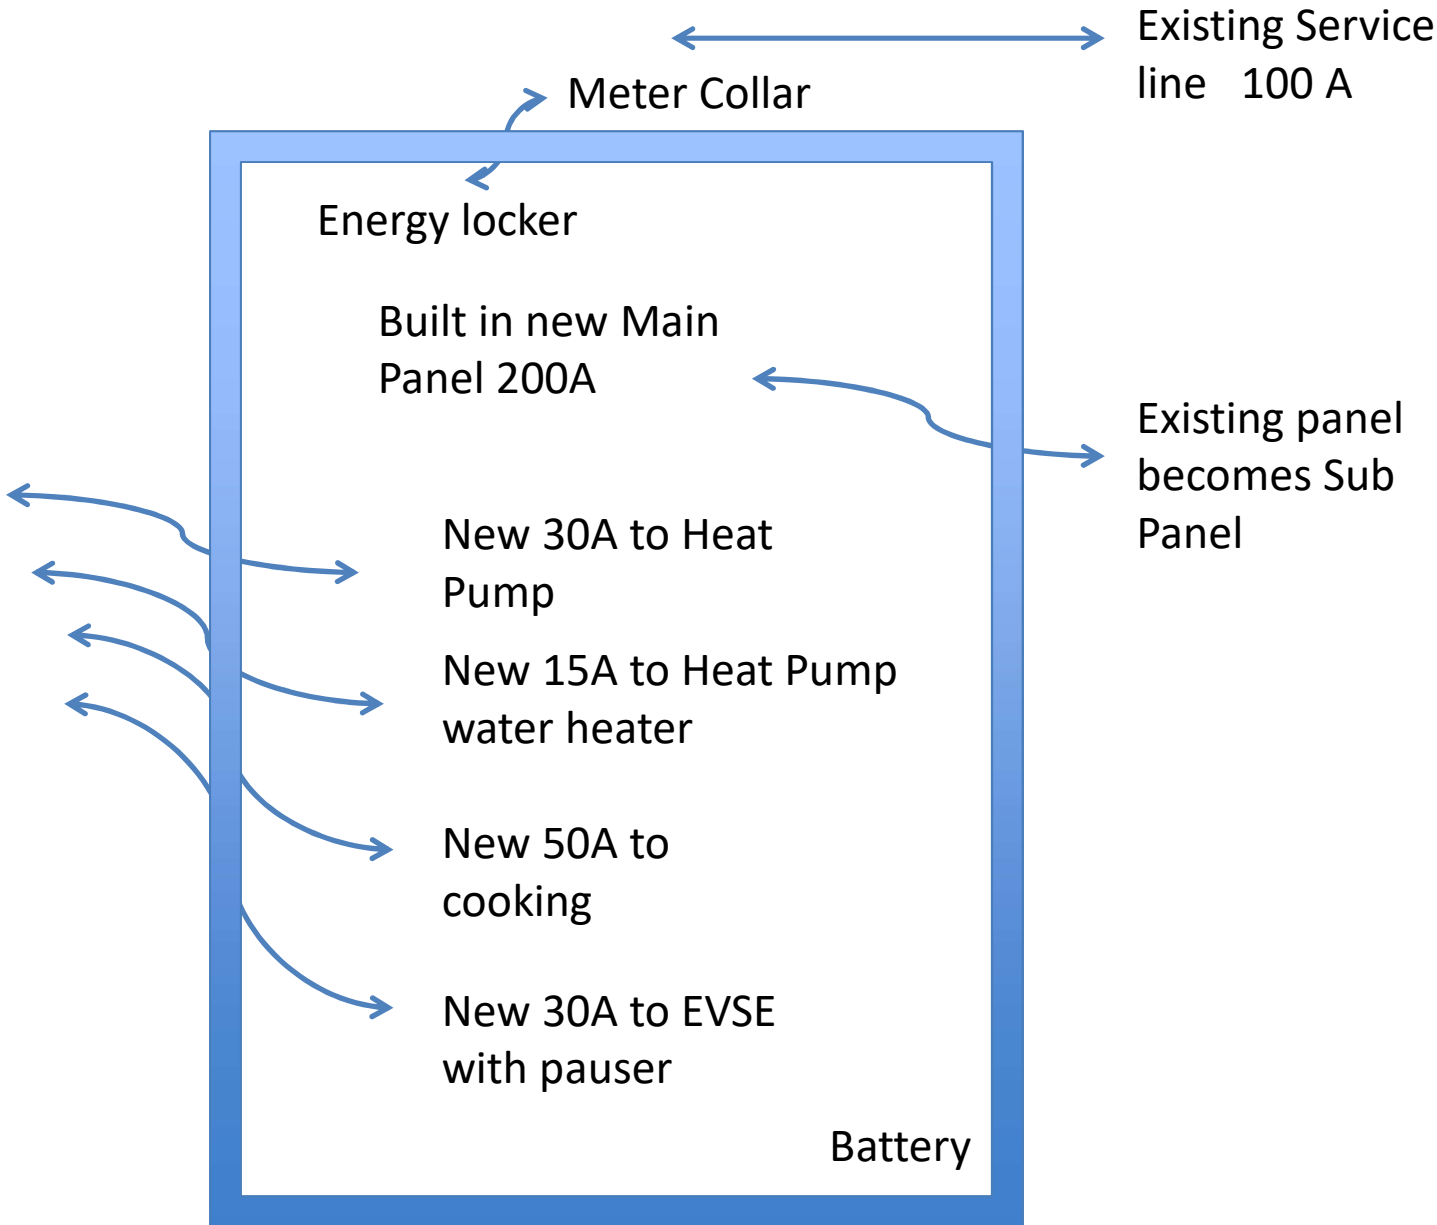 Existing Service
line 100 A
Meter Collar
Energy locker
Built in new Main
Panel 200A
Existing panel
becomes Sub
Panel
New 30A to Heat
Pump
New 15A to Heat Pump
water heater
New 50A to
cooking
New 30A to EVSE
with pauser
Battery